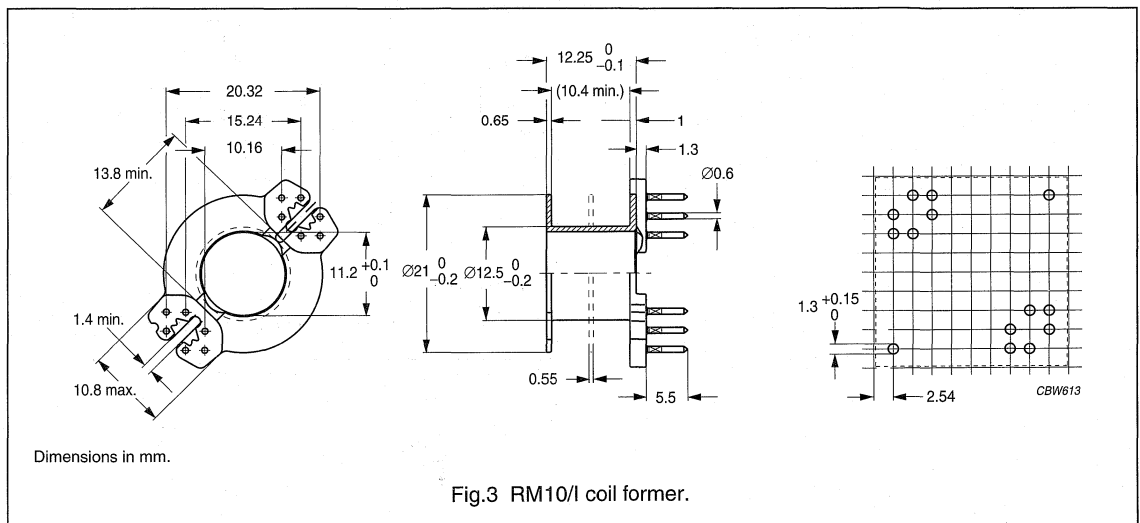 20.32
15.24
10.16
13.8 min.
11.2 +0.1 0
1.4 min.
10.8 max.
12.25 0 −0.1
(10.4 min.)
0.65
1
1.3
∅0.6
∅21 0 −0.2
∅12.5 0 −0.2
0.55
5.5
1.3 +0.15 0
2.54
CBW613
Dimensions in mm.
Fig.3 RM10/I coil former.